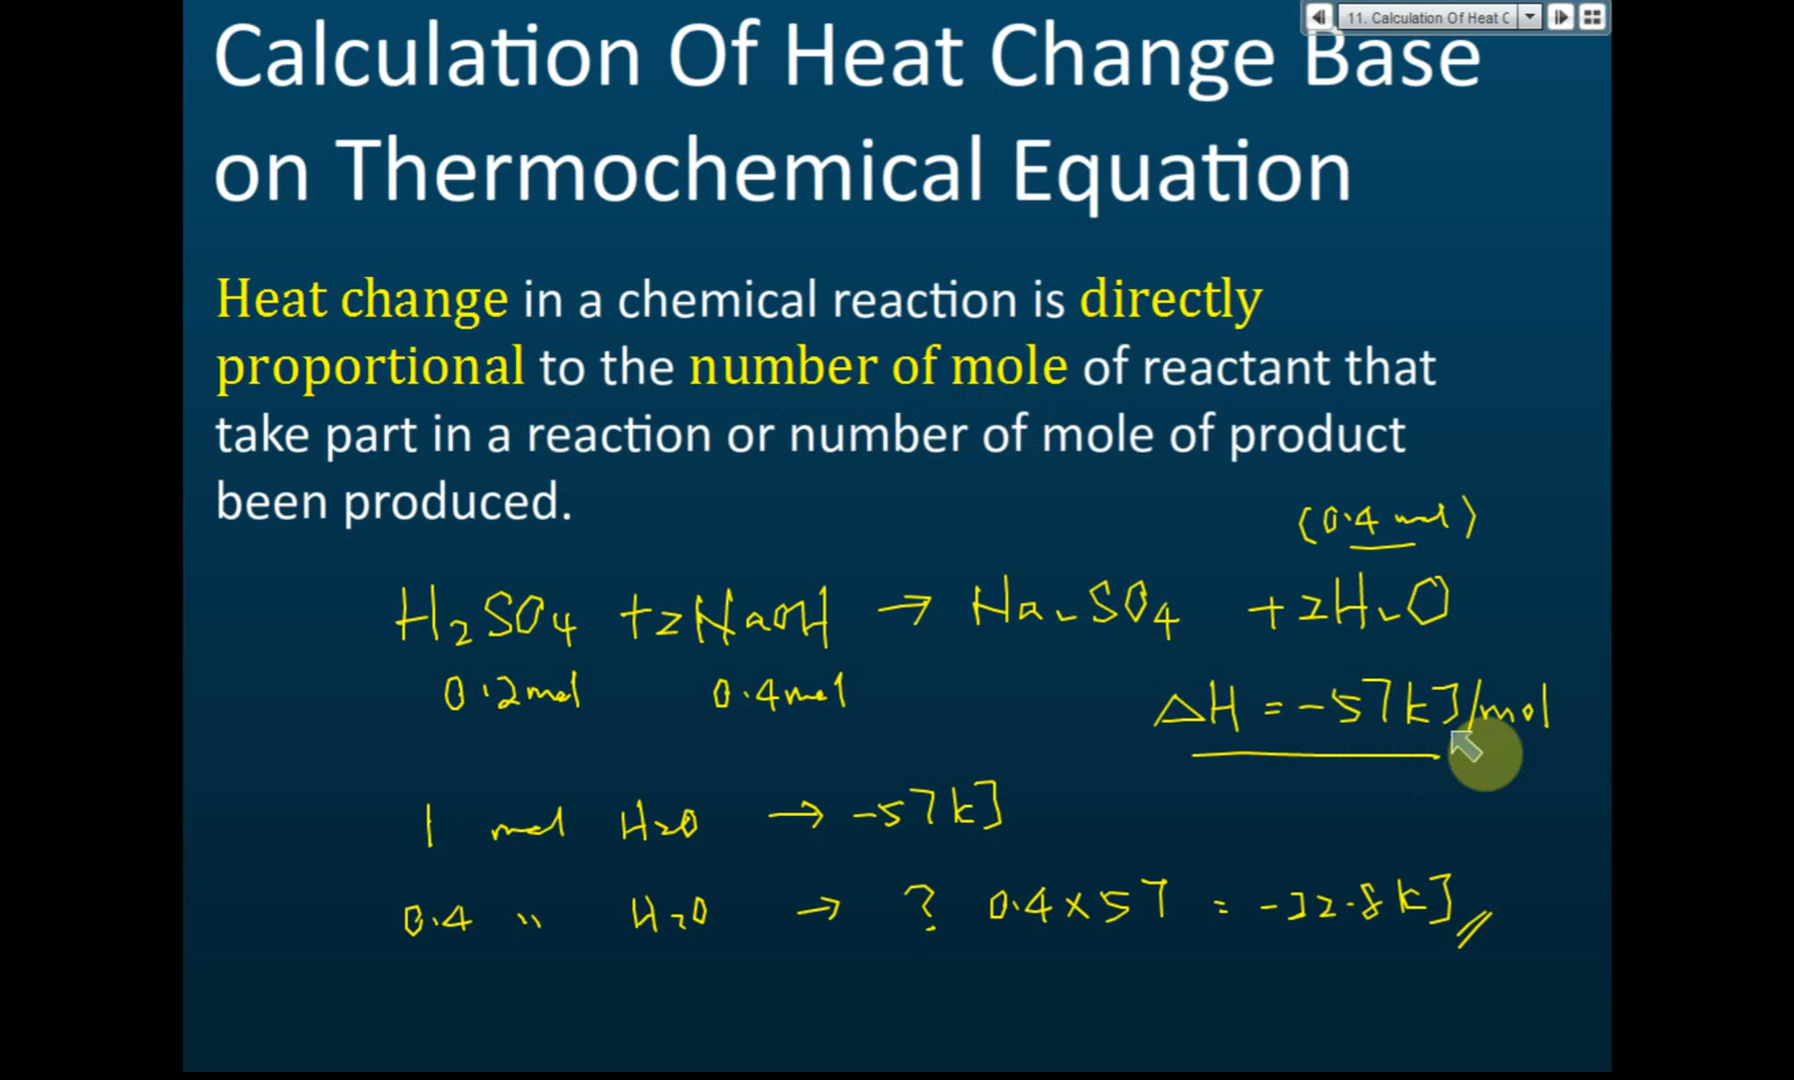 11. Calculation Of Heat C
Calculation Of Heat Change Base
on Thermochemical Equation
Heat change in a chemical reaction is directly
proportional to the number of mole of reactant that
take part in a reaction or number of mole of product
been produced.
(0.4 mol)
H₂SO₄ + 2NaOH → Na₂SO₄ + 2H₂O
0.2mol 0.4mol
ΔH = -57kJ/mol
1 mol H₂O → -57kJ
0.4 〃 H₂O → ? 0.4 × 57 = -22.8kJ